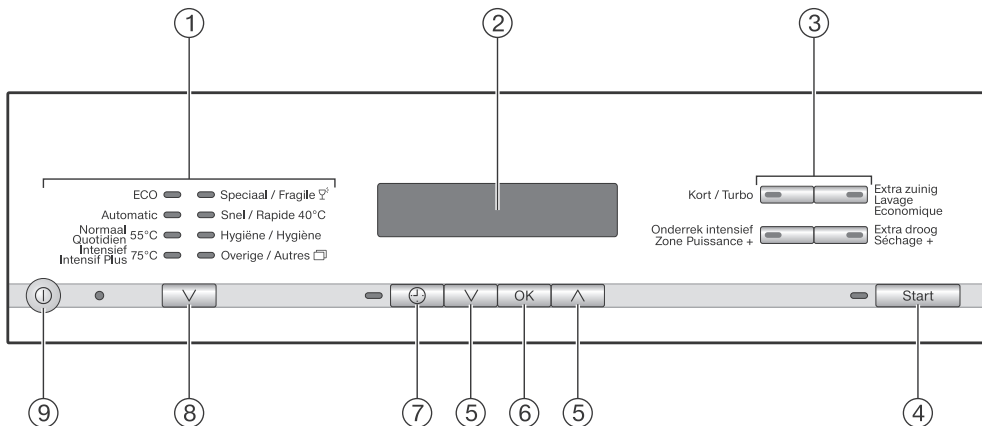 1
2
3
ECO
Speciaal / Fragile
Automatic
Snel / Rapide 40°C
Normaal
Quotidien 55°C
Hygiëne / Hygiène
Intensief
Intensif Plus 75°C
Overige / Autres
Kort / Turbo
Extra zuinig
Lavage
Economique
Onderrek intensief
Zone Puissance +
Extra droog
Séchage +
OK
Start
9
8
7
5
6
5
4